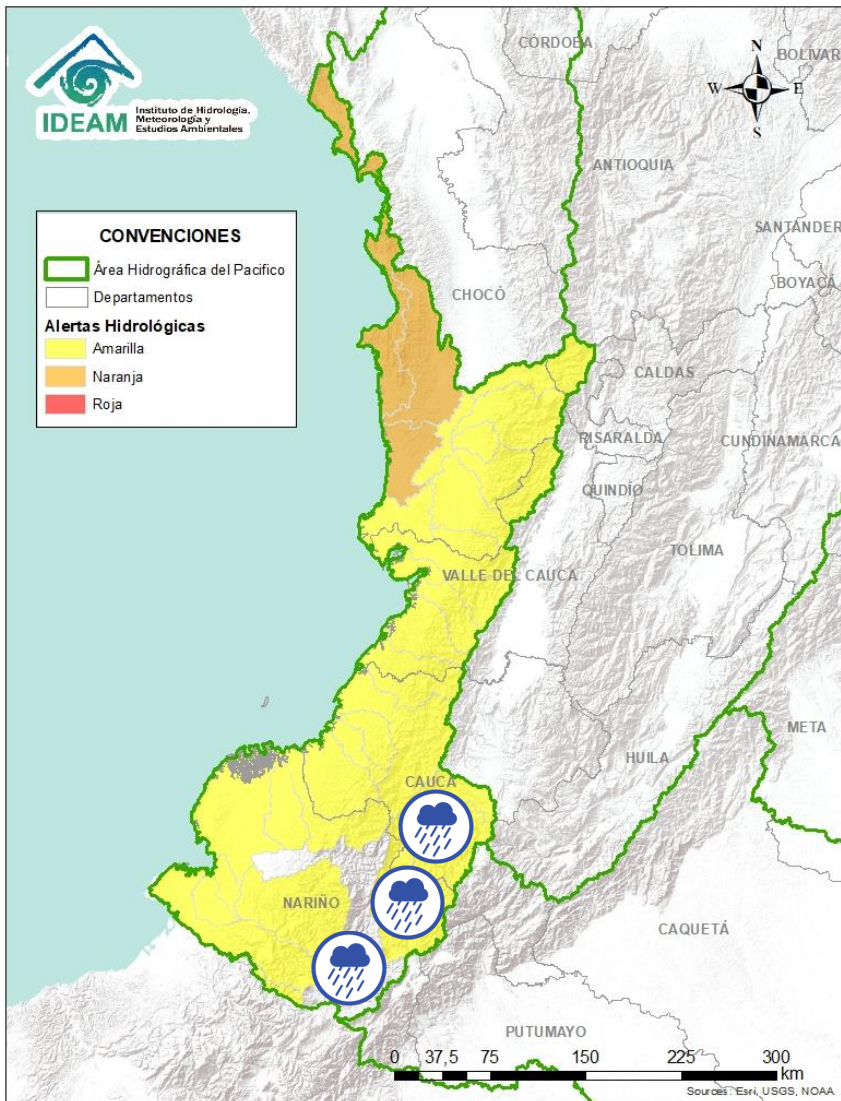 IDEAM
Instituto de Hidrología,
Meteorología y
Estudios Ambientales
CÓRDOBA
BOLIVAR
N
W
E
S
ANTIOQUIA
SANTANDER
BOYACÁ
CONVENCIONES
Área Hidrográfica del Pacifico
Departamentos
Alertas Hidrológicas
Amarilla
Naranja
Roja
CHOCÓ
CALDAS
RISARALDA
CUNDINAMARCA
QUINDÍO
TOLIMA
VALLE DEL CAUCA
META
HUILA
CAUCA
NARIÑO
CAQUETÁ
PUTUMAYO
0 37,5 75 150 225 300
km
Sources: Esri, USGS, NOAA